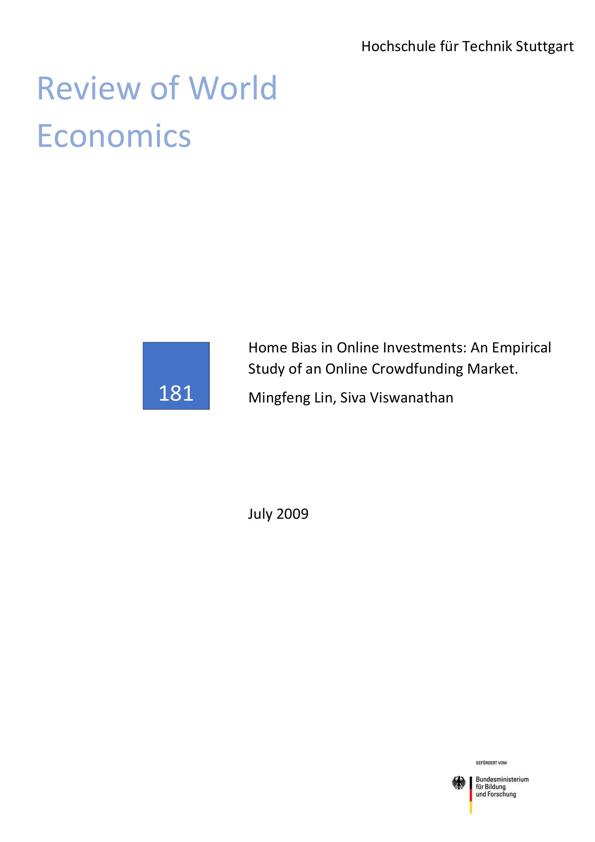 Hochschule für Technik Stuttgart
Review of World
Economics
181
Home Bias in Online Investments: An Empirical
Study of an Online Crowdfunding Market.
Mingfeng Lin, Siva Viswanathan
July 2009
GEFÖRDERT VOM
Bundesministerium
für Bildung
und Forschung